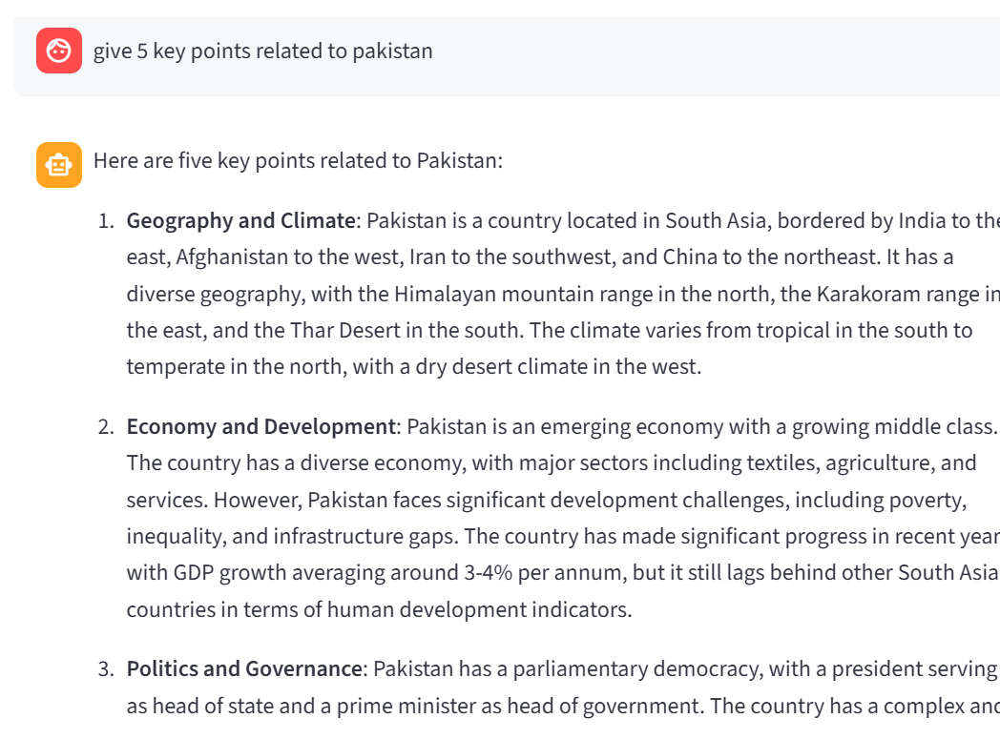 give 5 key points related to pakistan
Here are five key points related to Pakistan:
1. Geography and Climate: Pakistan is a country located in South Asia, bordered by India to the
east, Afghanistan to the west, Iran to the southwest, and China to the northeast. It has a
diverse geography, with the Himalayan mountain range in the north, the Karakoram range in
the east, and the Thar Desert in the south. The climate varies from tropical in the south to
temperate in the north, with a dry desert climate in the west.
2. Economy and Development: Pakistan is an emerging economy with a growing middle class.
The country has a diverse economy, with major sectors including textiles, agriculture, and
services. However, Pakistan faces significant development challenges, including poverty,
inequality, and infrastructure gaps. The country has made significant progress in recent year
with GDP growth averaging around 3-4% per annum, but it still lags behind other South Asia
countries in terms of human development indicators.
3. Politics and Governance: Pakistan has a parliamentary democracy, with a president serving
as head of state and a prime minister as head of government. The country has a complex and